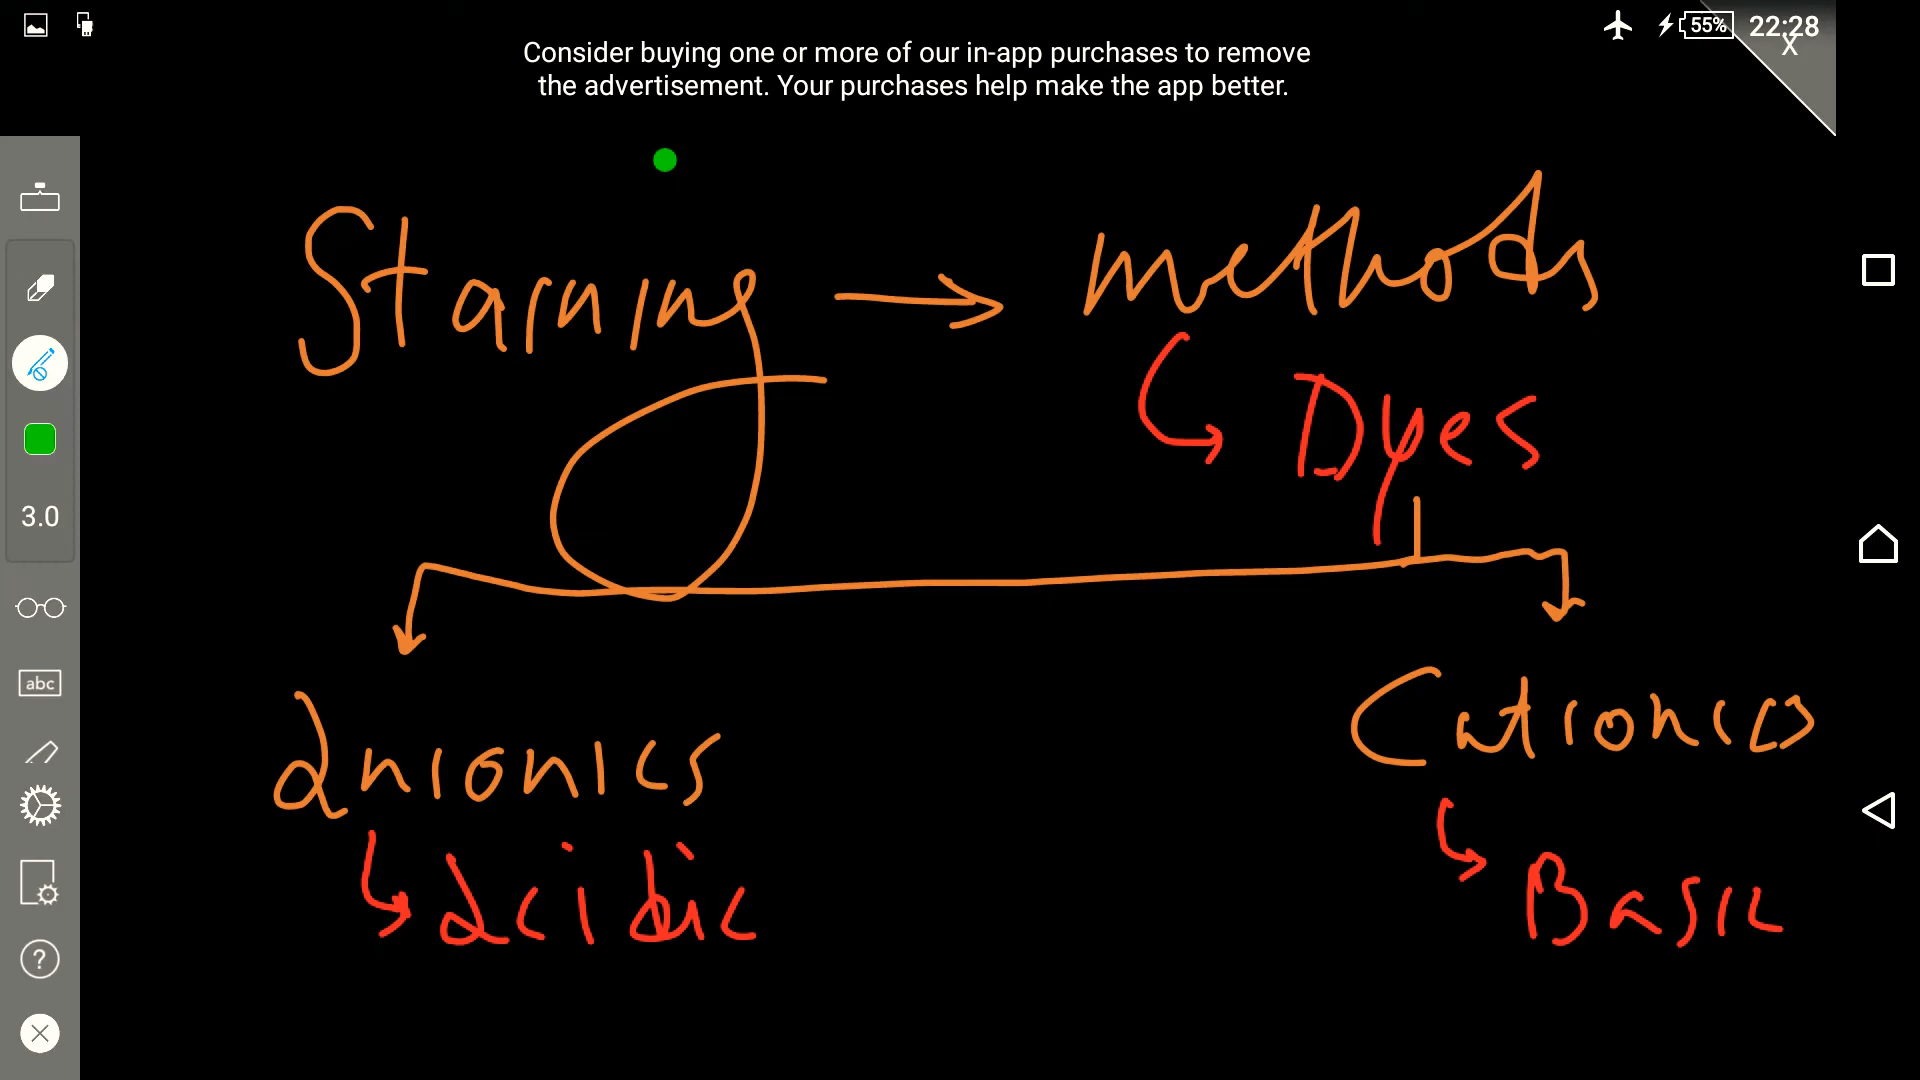 55% 22:28
X
Consider buying one or more of our in-app purchases to remove
the advertisement. Your purchases help make the app better.
Staining → methods
Dyes
3.0
abc
Anionics Cationics
Acidic Basic
?